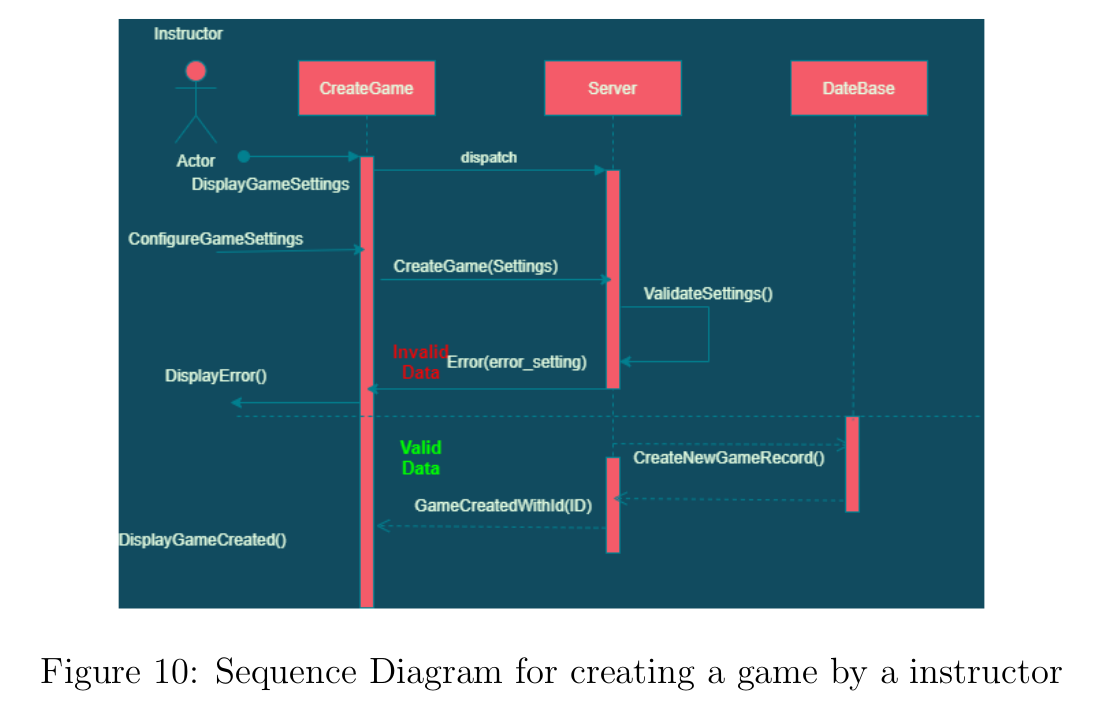 Instructor
CreateGame
Server
DateBase
Actor
dispatch
DisplayGameSettings
ConfigureGameSettings
CreateGame(Settings)
ValidateSettings()
Invalid
Data
Error(error_setting)
DisplayError()
Valid
Data
CreateNewGameRecord()
GameCreatedWithId(ID)
DisplayGameCreated()
Figure 10: Sequence Diagram for creating a game by a instructor